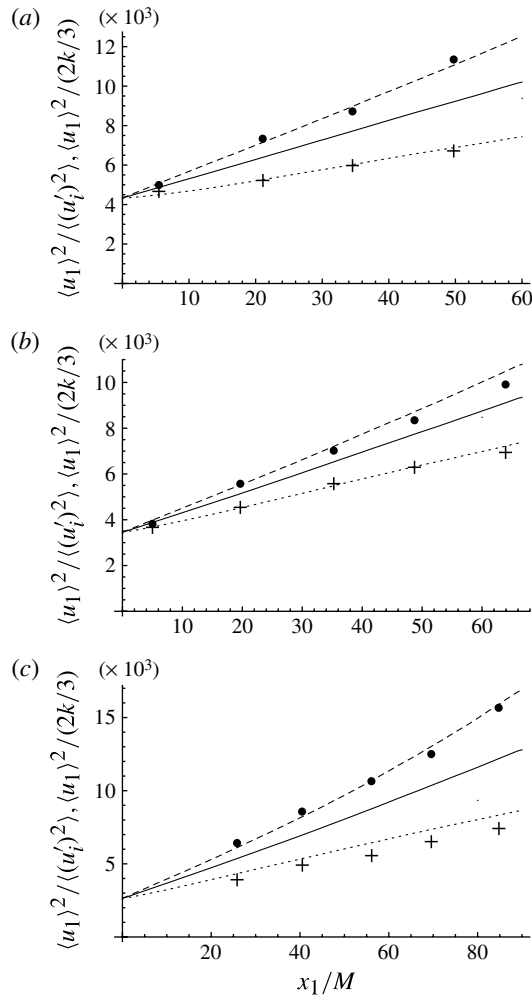 (a) (× 10³)
12
10
8
6
4
2
10 20 30 40 50 60
⟨u₁⟩²/⟨(u′ᵢ)²⟩, ⟨u₁⟩²/(2k/3)
(b) (× 10³)
10
8
6
4
2
10 20 30 40 50 60
⟨u₁⟩²/⟨(u′ᵢ)²⟩, ⟨u₁⟩²/(2k/3)
(c) (× 10³)
15
10
5
20 40 60 80
⟨u₁⟩²/⟨(u′ᵢ)²⟩, ⟨u₁⟩²/(2k/3)
x₁/M